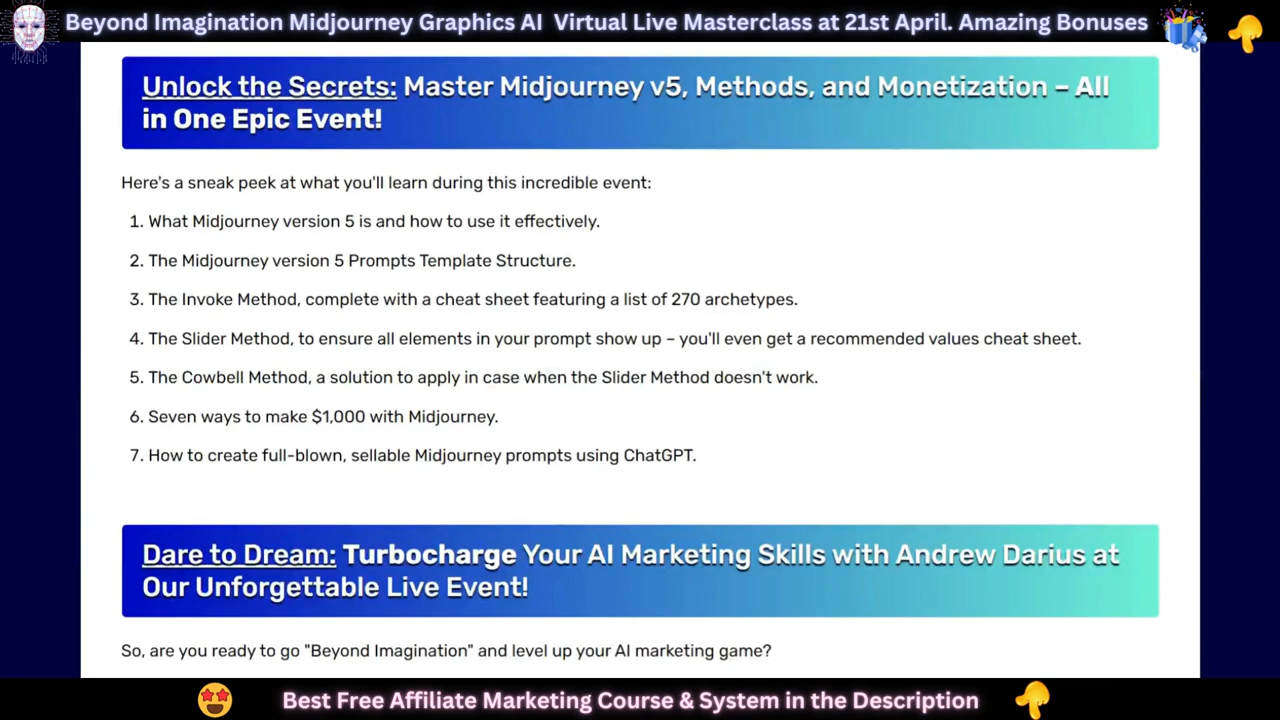 Beyond Imagination Midjourney Graphics AI Virtual Live Masterclass at 21st April. Amazing Bonuses
Unlock the Secrets: Master Midjourney v5, Methods, and Monetization – All
in One Epic Event!
Here's a sneak peek at what you'll learn during this incredible event:
1. What Midjourney version 5 is and how to use it effectively.
2. The Midjourney version 5 Prompts Template Structure.
3. The Invoke Method, complete with a cheat sheet featuring a list of 270 archetypes.
4. The Slider Method, to ensure all elements in your prompt show up – you'll even get a recommended values cheat sheet.
5. The Cowbell Method, a solution to apply in case when the Slider Method doesn't work.
6. Seven ways to make $1,000 with Midjourney.
7. How to create full-blown, sellable Midjourney prompts using ChatGPT.
Dare to Dream: Turbocharge Your AI Marketing Skills with Andrew Darius at
Our Unforgettable Live Event!
So, are you ready to go "Beyond Imagination" and level up your AI marketing game?
Best Free Affiliate Marketing Course & System in the Description